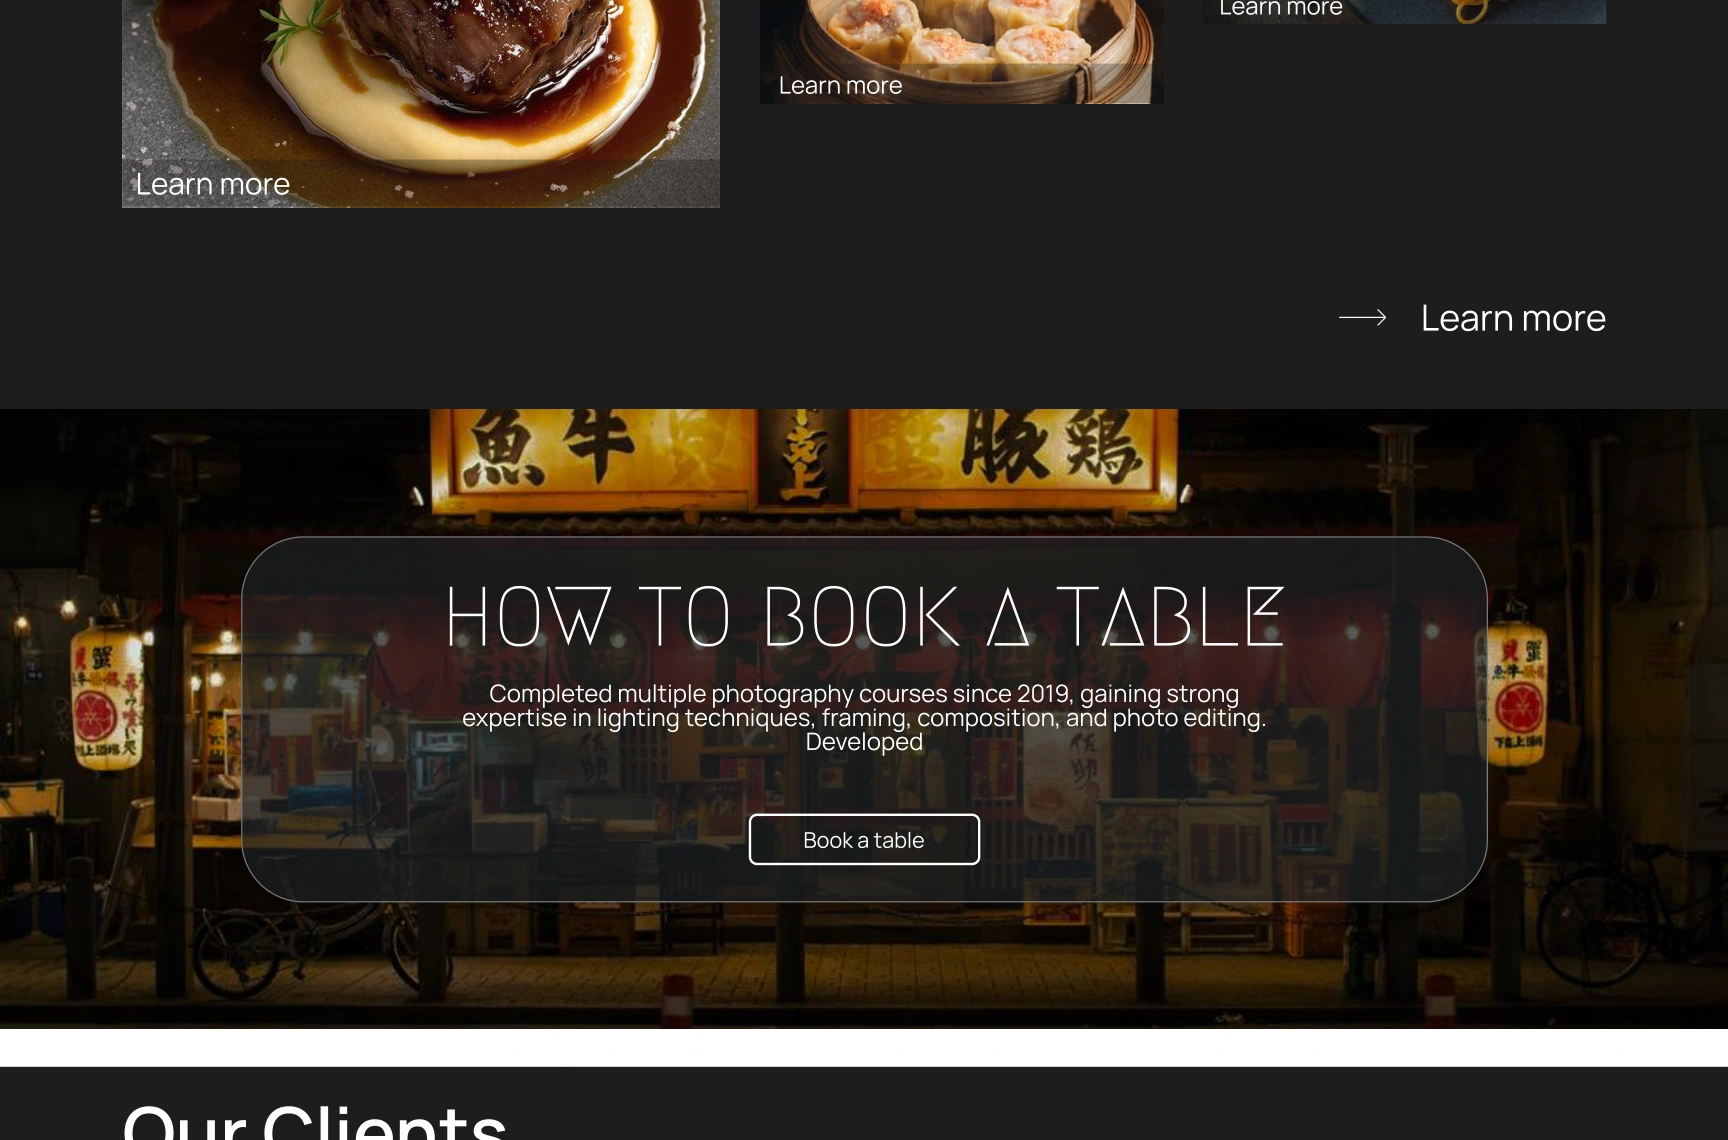 Learn more
Learn more
Learn more
Learn more
魚牛
豚鶏
HOW TO BOOK A TABLE
Completed multiple photography courses since 2019, gaining strong
expertise in lighting techniques, framing, composition, and photo editing.
Developed
Book a table
Our Clients